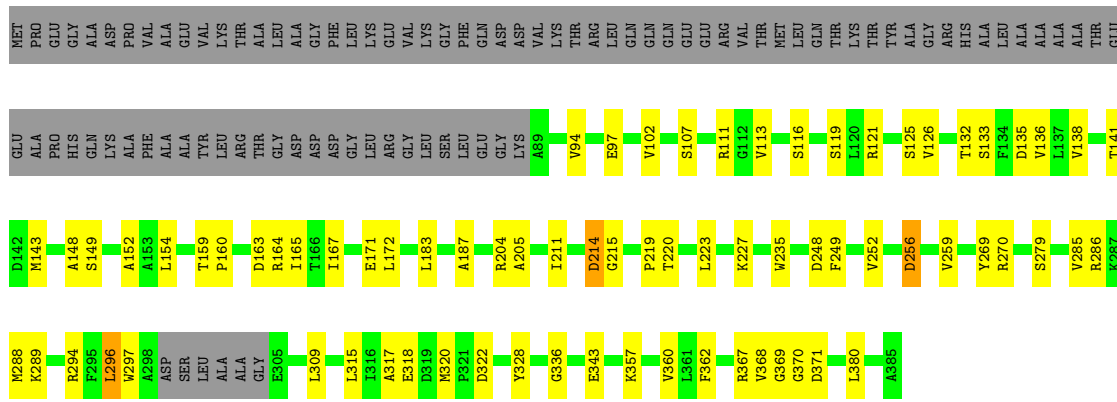 MET PRO GLU GLY ALA ASP PRO VAL ALA GLU VAL LYS THR ALA LEU ALA GLY PHE LEU LYS GLU VAL LYS GLY PHE GLN ASP ASP VAL LYS THR ARG LEU GLN GLN GLN GLU GLU ARG VAL THR MET LEU GLN THR LYS THR TYR ALA GLY ARG HIS ALA LEU ALA ALA ALA ALA THR GLU
GLU ALA PRO HIS GLN LYS ALA PHE ALA ALA TYR LEU ARG THR GLY ASP ASP ASP GLY LEU ARG GLY LEU SER LEU GLU GLY LYS A89 V94 E97 V102 S107 R111 G112 V113 S116 S119 L120 R121 S125 V126 T132 S133 F134 D135 V136 L137 V138 T141
D142 M143 A148 S149 A152 A153 L154 T159 P160 D163 R164 I165 T166 I167 E171 L172 L183 A187 R204 A205 I211 D214 G215 P219 T220 L223 K227 W235 D248 F249 V252 D256 V259 Y269 R270 S279 V285 R286 K287
M288 K289 R294 F295 L296 W297 A298 ASP SER LEU ALA ALA GLY E305 L309 L315 I316 A317 E318 D319 M320 P321 D322 Y328 G336 E343 K357 V360 L361 F362 R367 V368 G369 G370 D371 L380 A385